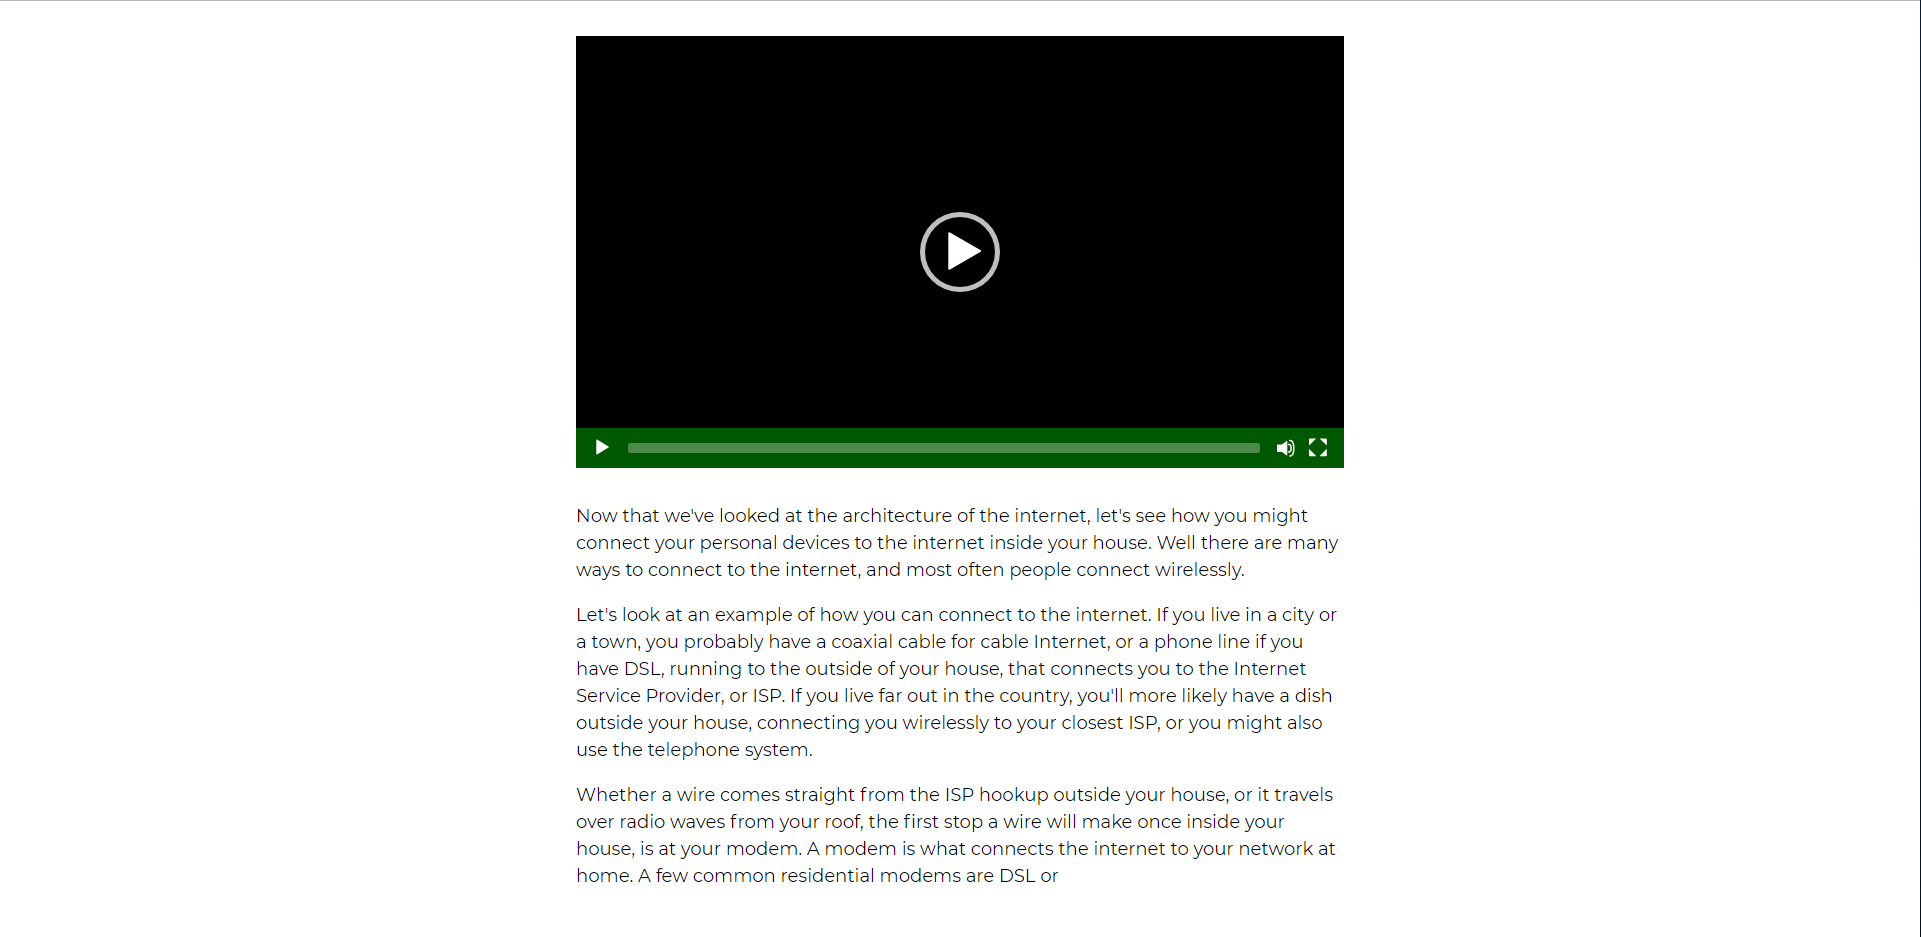 Now that we've looked at the architecture of the internet, let's see how you might
connect your personal devices to the internet inside your house. Well there are many
ways to connect to the internet, and most often people connect wirelessly.
Let's look at an example of how you can connect to the internet. If you live in a city or
a town, you probably have a coaxial cable for cable Internet, or a phone line if you
have DSL, running to the outside of your house, that connects you to the Internet
Service Provider, or ISP. If you live far out in the country, you'll more likely have a dish
outside your house, connecting you wirelessly to your closest ISP, or you might also
use the telephone system.
Whether a wire comes straight from the ISP hookup outside your house, or it travels
over radio waves from your roof, the first stop a wire will make once inside your
house, is at your modem. A modem is what connects the internet to your network at
home. A few common residential modems are DSL or